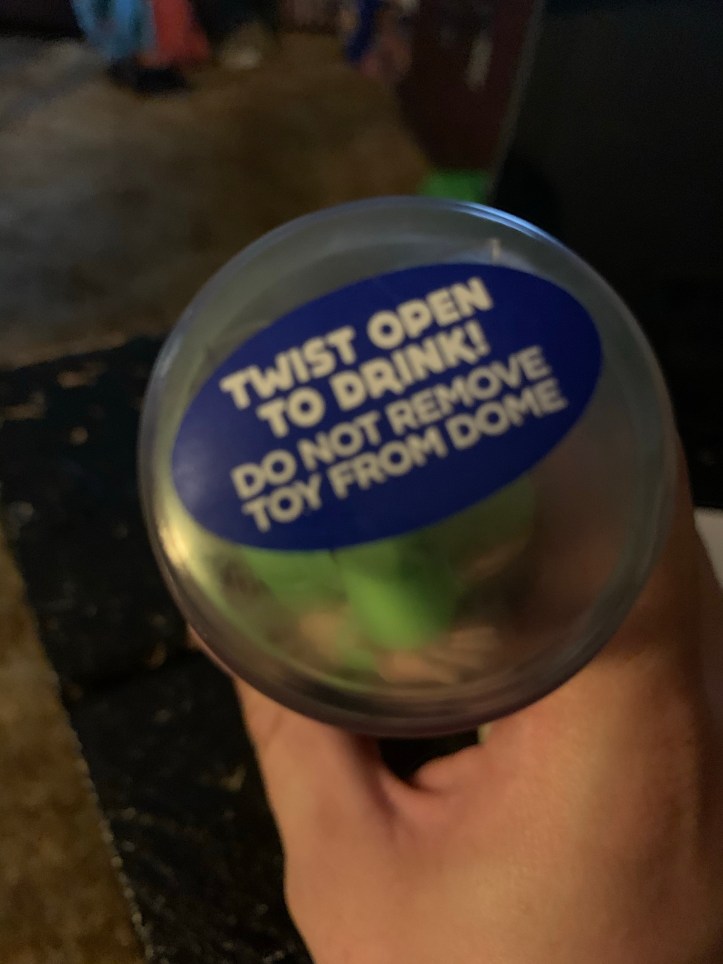 TWIST OPEN
TO DRINK!
DO NOT REMOVE
TOY FROM DOME